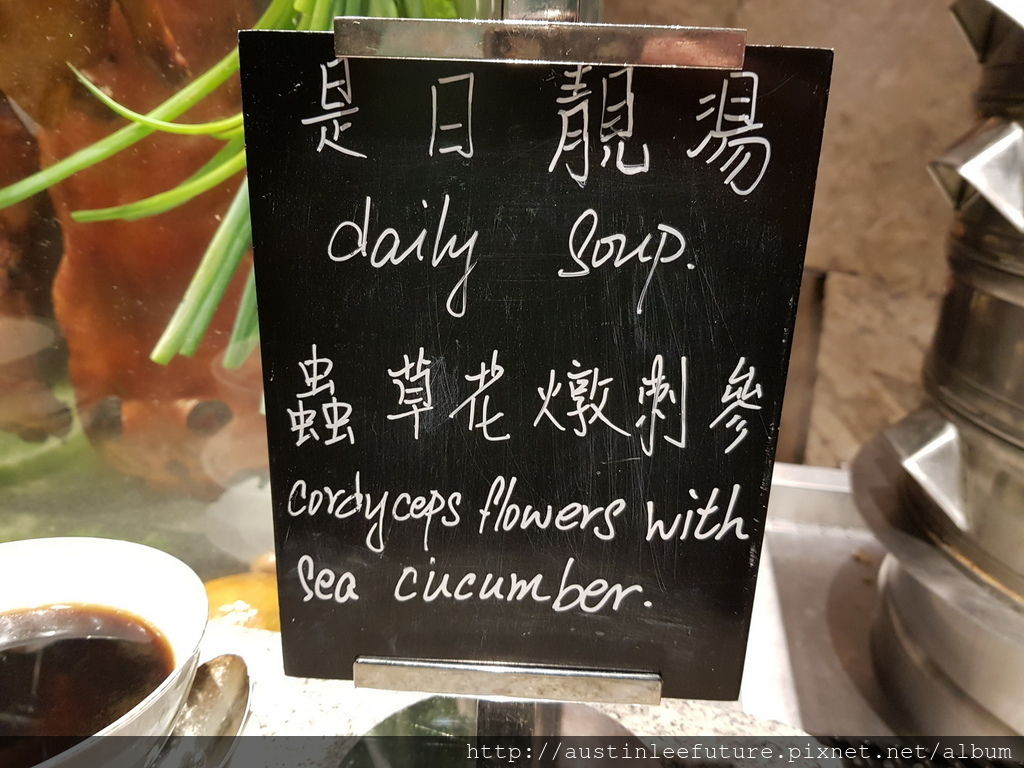 是日靚湯
daily soup.
蟲草花燉刺參
cordyceps flowers with
sea cucumber.
http://austinleefuture.pixnet.net/album